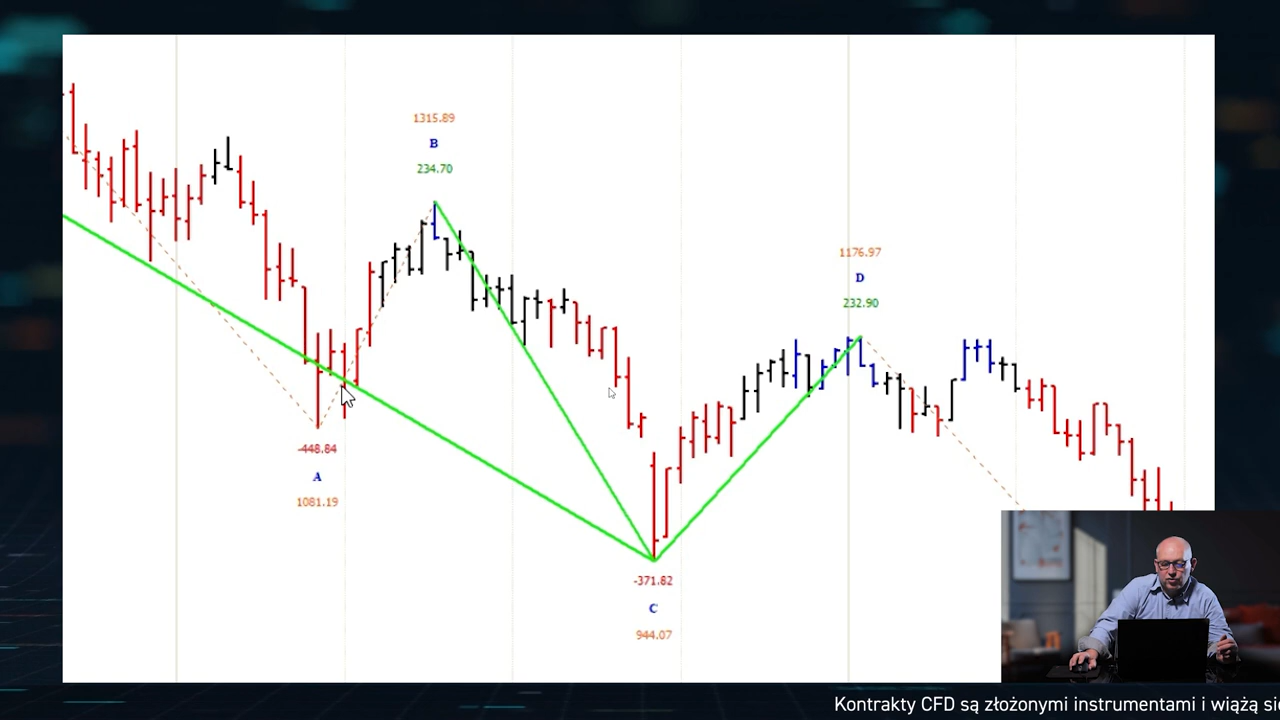 1315.89
B
234.70
1176.97
D
232.90
-448.84
A
1081.19
-371.82
C
944.07
Kontrakty CFD są złożonymi instrumentami i wiążą się